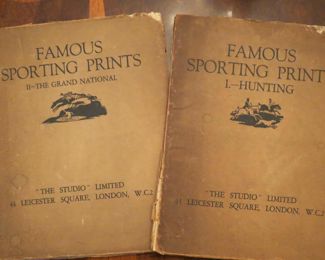 FAMOUS
SPORTING PRINTS
II—THE GRAND NATIONAL
"THE STUDIO" LIMITED
44 LEICESTER SQUARE, LONDON, W.C.2
FAMOUS
SPORTING PRINT
I.—HUNTING
"THE STUDIO" LIMITED
44 LEICESTER SQUARE, LONDON, W.C.2